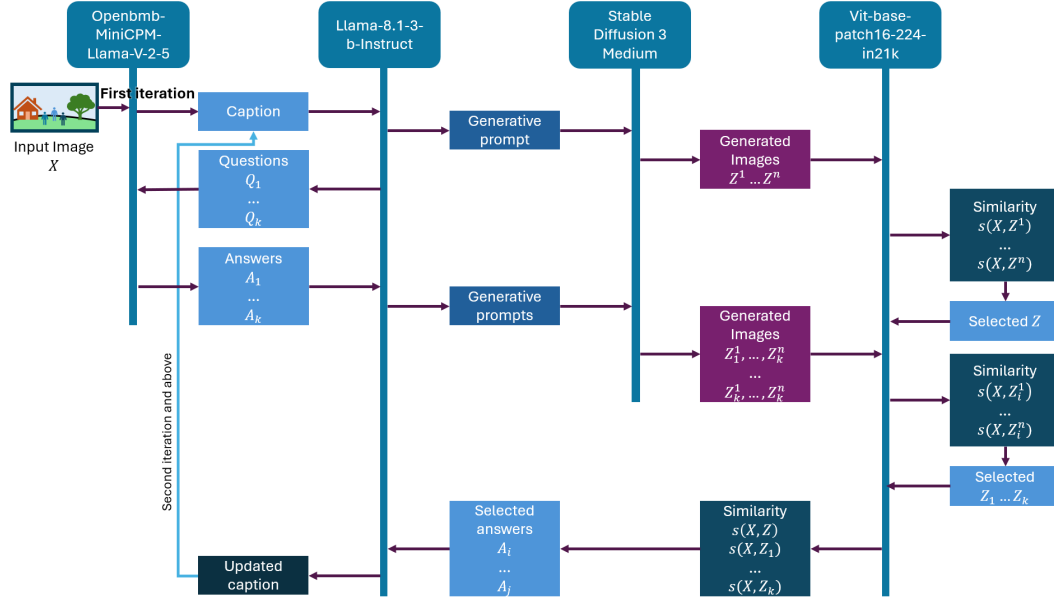 Openbmb-
MiniCPM-
Llama-V-2-5
Llama-8.1-3-
b-Instruct
Stable
Diffusion 3
Medium
Vit-base-
patch16-224-
in21k
First iteration
Input Image
X
Caption
Generative
prompt
Generated
Images
Z¹ … Zⁿ
Questions
Q₁
…
Qₖ
Similarity
s(X, Z¹)
…
s(X, Zⁿ)
Answers
A₁
…
Aₖ
Generative
prompts
Generated
Images
Z₁¹, …, Zₖⁿ
…
Zₖ¹, …, Zₖⁿ
Selected Z
Similarity
s(X, Zᵢ¹)
…
s(X, Zᵢⁿ)
Selected
Z₁ … Zₖ
Second iteration and above
Selected
answers
Aᵢ
…
Aⱼ
Similarity
s(X, Z)
s(X, Z₁)
…
s(X, Zₖ)
Updated
caption